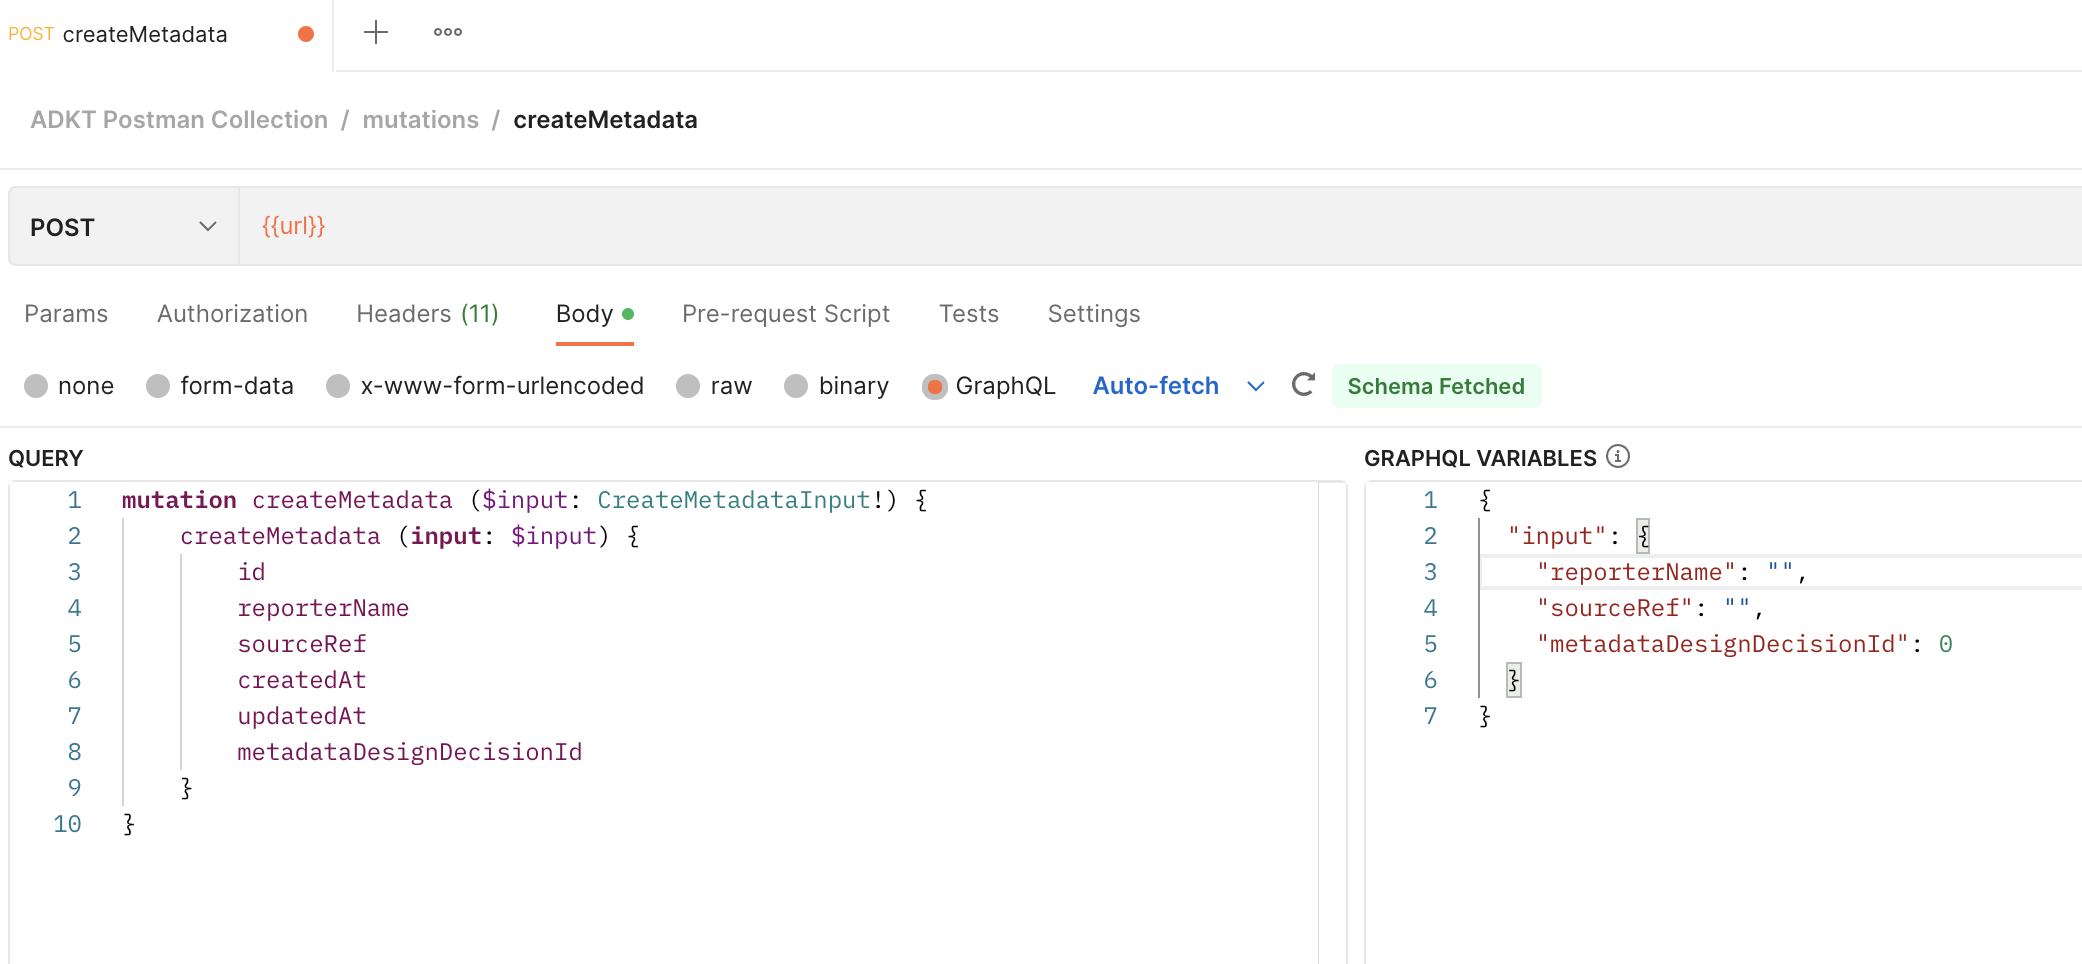 POST createMetadata
ADKT Postman Collection / mutations / createMetadata
POST {{url}}
Params Authorization Headers (11) Body Pre-request Script Tests Settings
none form-data x-www-form-urlencoded raw binary GraphQL Auto-fetch Schema Fetched
QUERY
1 mutation createMetadata ($input: CreateMetadataInput!) {
2 createMetadata (input: $input) {
3 id
4 reporterName
5 sourceRef
6 createdAt
7 updatedAt
8 metadataDesignDecisionId
9 }
10 }
GRAPHQL VARIABLES
1 {
2 "input": {
3 "reporterName": "",
4 "sourceRef": "",
5 "metadataDesignDecisionId": 0
6 }
7 }